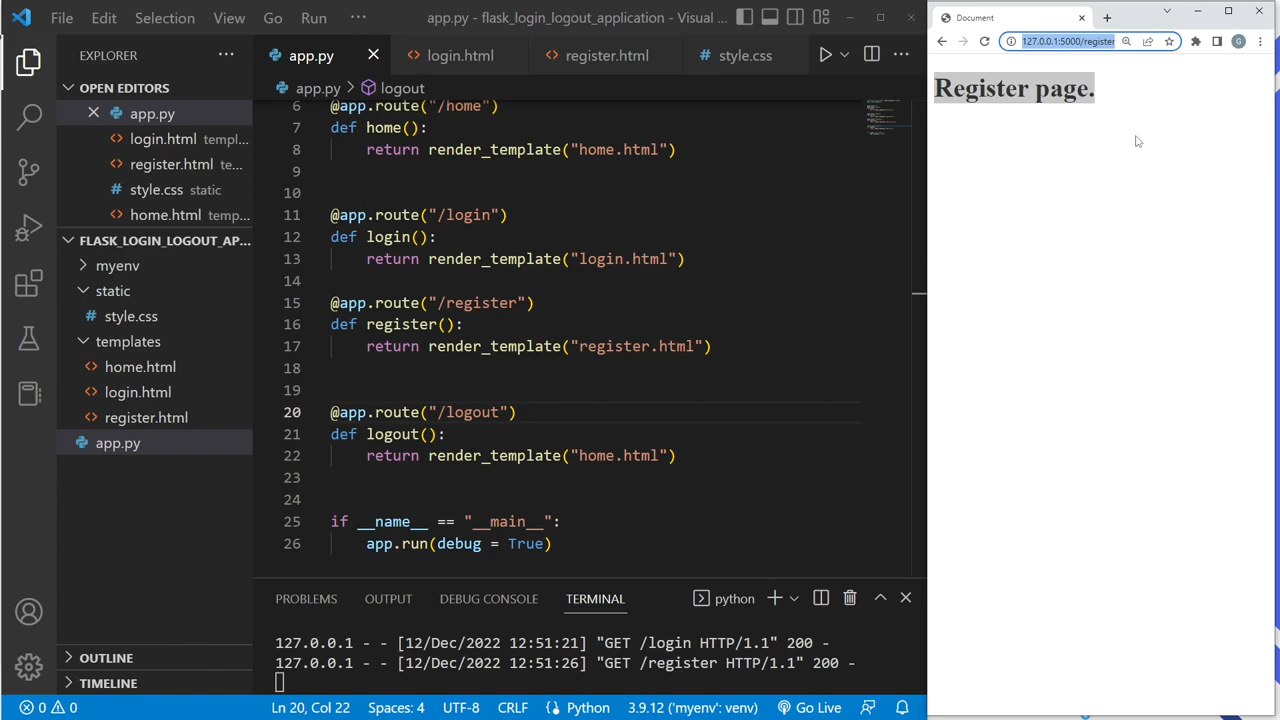 File Edit Selection View Go Run ··· app.py - flask_login_logout_application - Visual ...
EXPLORER ···
OPEN EDITORS
app.py
login.html templ...
register.html te...
style.css static
home.html temp...
FLASK_LOGIN_LOGOUT_AP...
myenv
static
style.css
templates
home.html
login.html
register.html
app.py
OUTLINE
TIMELINE
app.py login.html register.html style.css ···
app.py > logout
6 @app.route("/home")
7 def home():
8 return render_template("home.html")
9
10
11 @app.route("/login")
12 def login():
13 return render_template("login.html")
14
15 @app.route("/register")
16 def register():
17 return render_template("register.html")
18
19
20 @app.route("/logout")
21 def logout():
22 return render_template("home.html")
23
24
25 if __name__ == "__main__":
26 app.run(debug = True)
PROBLEMS OUTPUT DEBUG CONSOLE TERMINAL python
127.0.0.1 - - [12/Dec/2022 12:51:21] "GET /login HTTP/1.1" 200 -
127.0.0.1 - - [12/Dec/2022 12:51:26] "GET /register HTTP/1.1" 200 -
0 0 Ln 20, Col 22 Spaces: 4 UTF-8 CRLF Python 3.9.12 ('myenv': venv) Go Live
Document
127.0.0.1:5000/register G
Register page.